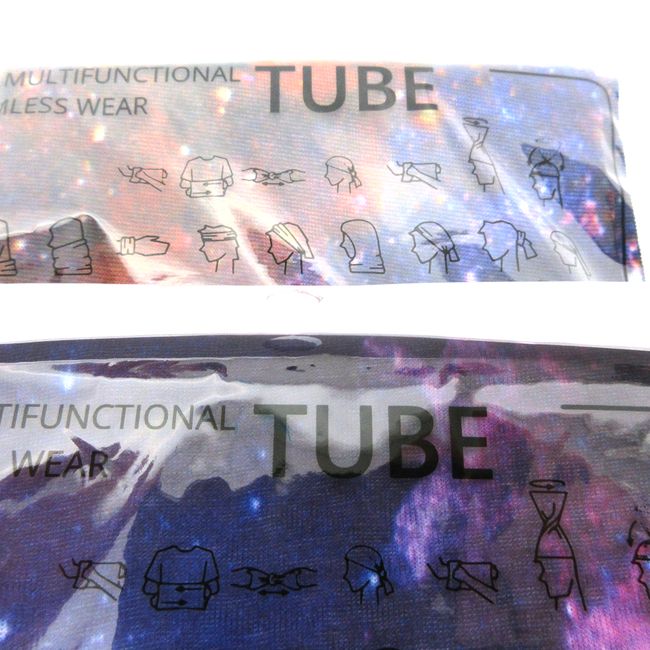 MULTIFUNCTIONAL TUBE
MLESS WEAR
TIFUNCTIONAL TUBE
WEAR